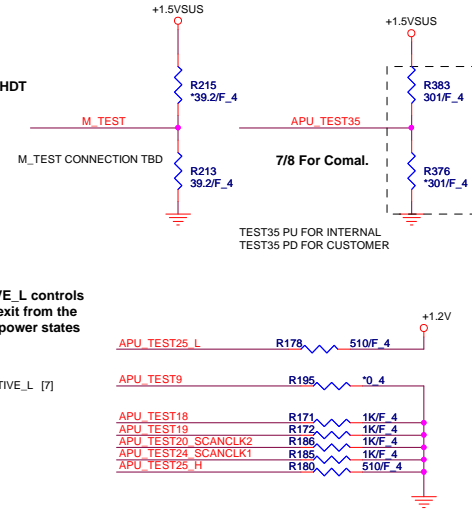 +1.5VSUS
+1.5VSUS
HDT
R215
*39.2/F_4
R383
301/F_4
M_TEST
APU_TEST35
M_TEST CONNECTION TBD
7/8 For Comal.
R213
39.2/F_4
R376
*301/F_4
TEST35 PU FOR INTERNAL
TEST35 PD FOR CUSTOMER
VE_L controls
exit from the
power states
+1.2V
APU_TEST25_L R178 510/F_4
TIVE_L [7]
APU_TEST9 R195 *0_4
APU_TEST18 R171 1K/F_4
APU_TEST19 R172 1K/F_4
APU_TEST20_SCANCLK2 R186 1K/F_4
APU_TEST24_SCANCLK1 R185 1K/F_4
APU_TEST25_H R180 510/F_4